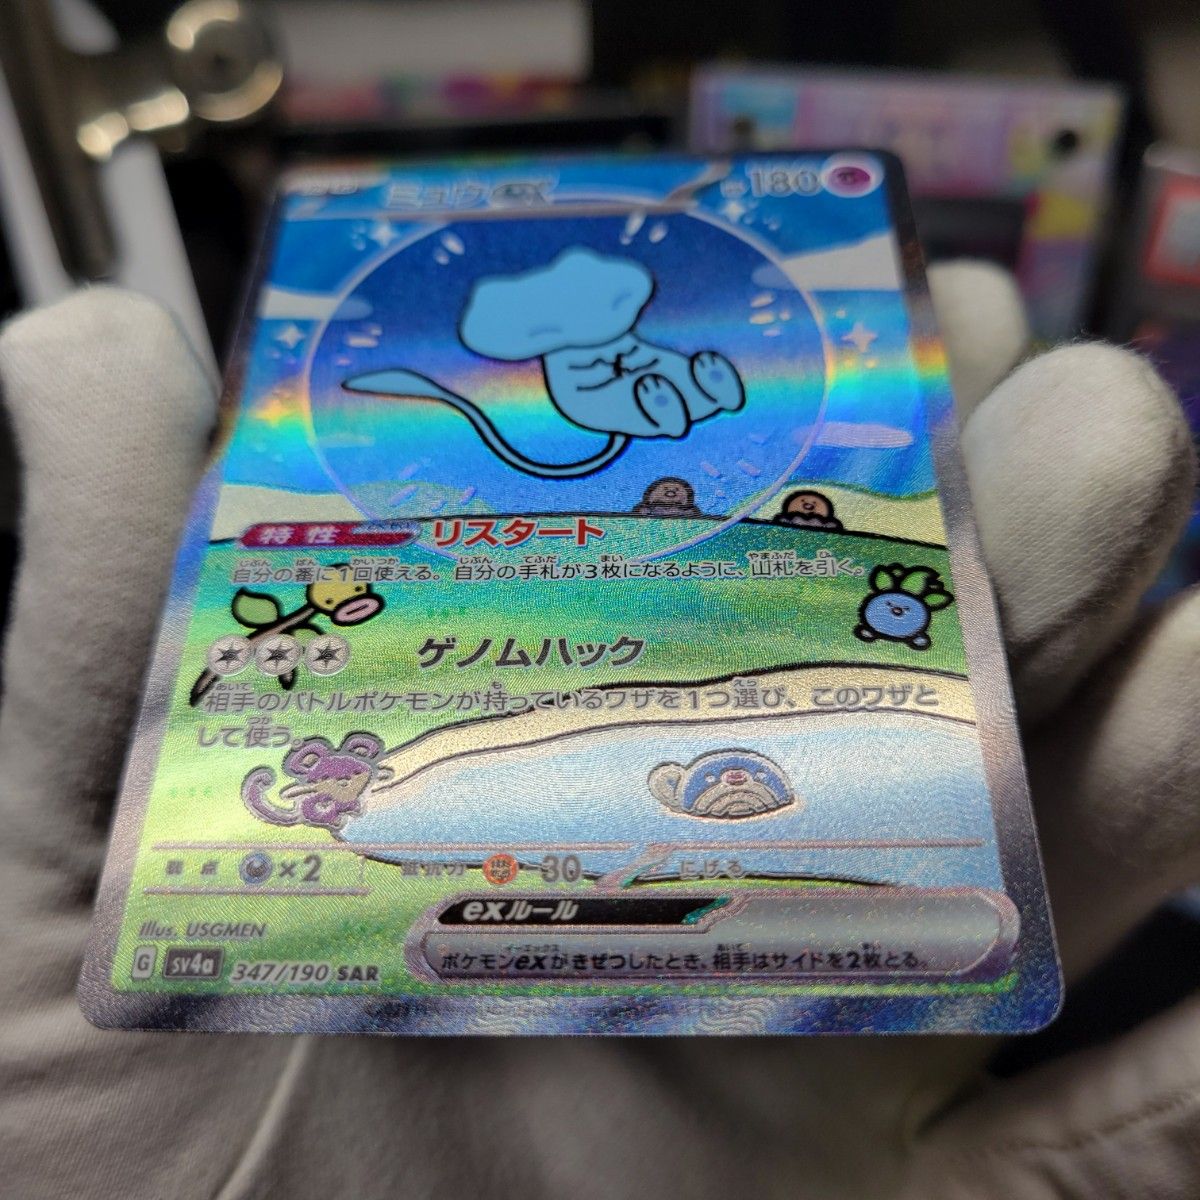 ミュウex 180
特性 リスタート
自分の番に1回使える。自分の手札が3枚になるように、山札を引く。
ゲノムハック
相手のバトルポケモンが持っているワザを1つ選び、このワザと
して使う。
弱点 ×2 抵抗力 -30 にげる
exルール
ポケモンexがきぜつしたとき、相手はサイドを2枚とる。
Illus. USGMEN
G sv4a 347/190 SAR